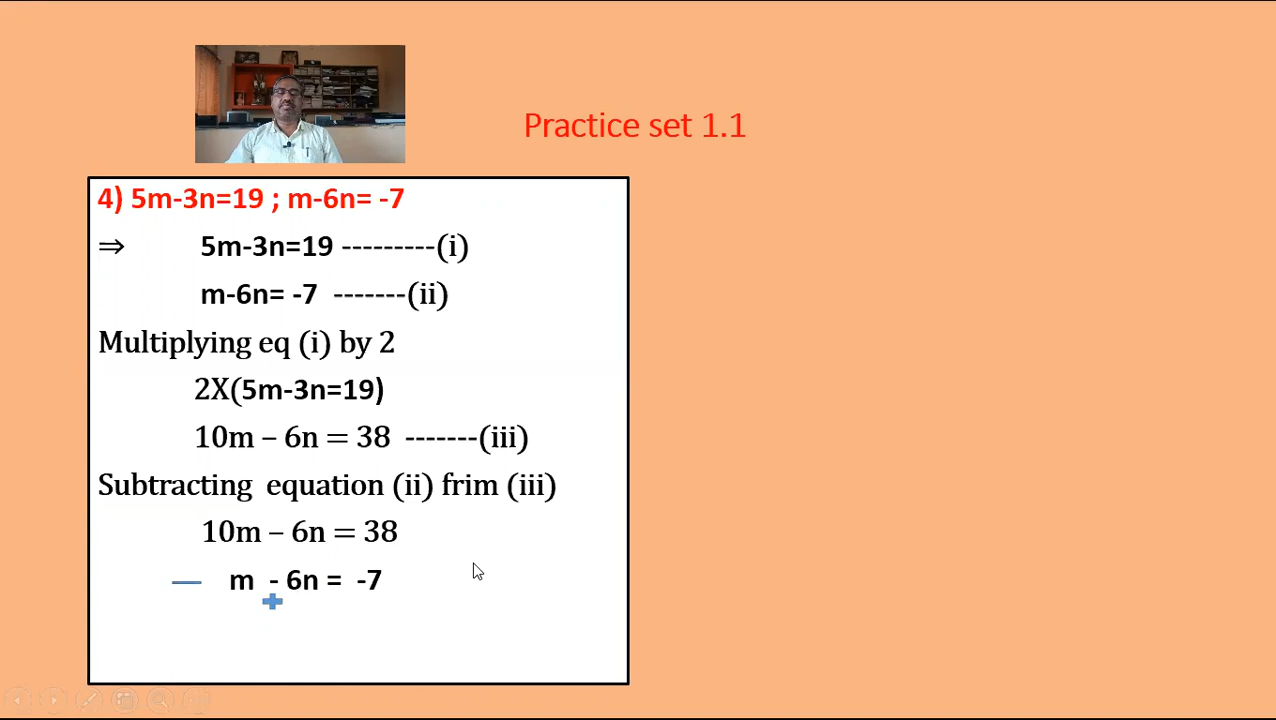 Practice set 1.1
4) 5m-3n=19 ; m-6n= -7
⇒ 5m-3n=19 ---------(i)
m-6n= -7 -------(ii)
Multiplying eq (i) by 2
2X(5m-3n=19)
10m – 6n = 38 -------(iii)
Subtracting equation (ii) frim (iii)
10m – 6n = 38
— m - 6n = -7
+